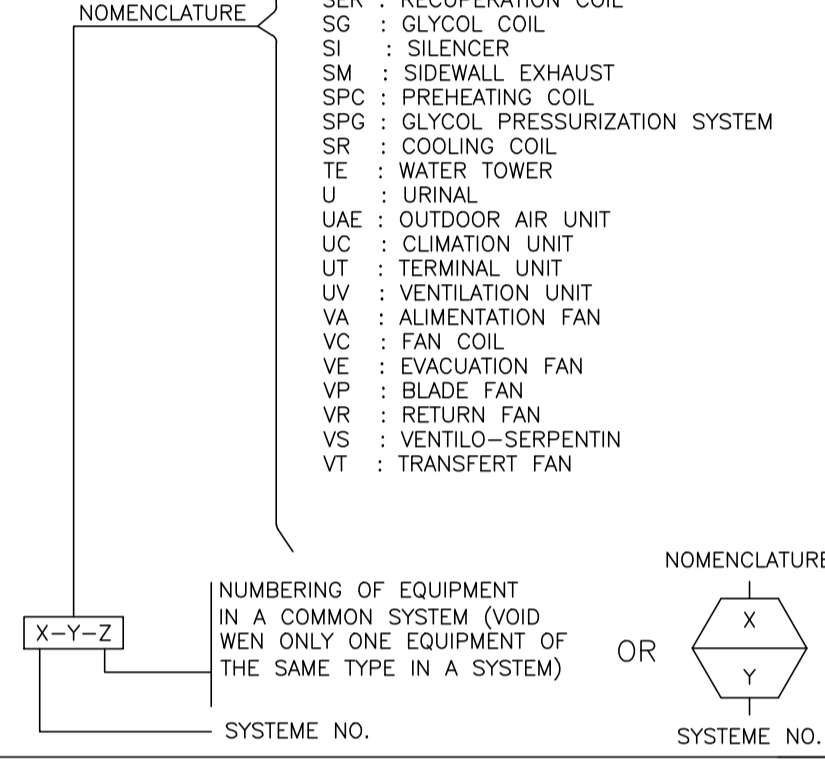 NOMENCLATURE
SER : RECUPERATION COIL
SG : GLYCOL COIL
SI : SILENCER
SM : SIDEWALL EXHAUST
SPC : PREHEATING COIL
SPG : GLYCOL PRESSURIZATION SYSTEM
SR : COOLING COIL
TE : WATER TOWER
U : URINAL
UAE : OUTDOOR AIR UNIT
UC : CLIMATION UNIT
UT : TERMINAL UNIT
UV : VENTILATION UNIT
VA : ALIMENTATION FAN
VC : FAN COIL
VE : EVACUATION FAN
VP : BLADE FAN
VR : RETURN FAN
VS : VENTILO-SERPENTIN
VT : TRANSFERT FAN
X-Y-Z
NUMBERING OF EQUIPMENT
IN A COMMON SYSTEM (VOID
WEN ONLY ONE EQUIPMENT OF
THE SAME TYPE IN A SYSTEM)
SYSTEME NO.
OR
NOMENCLATURE
X
Y
SYSTEME NO.